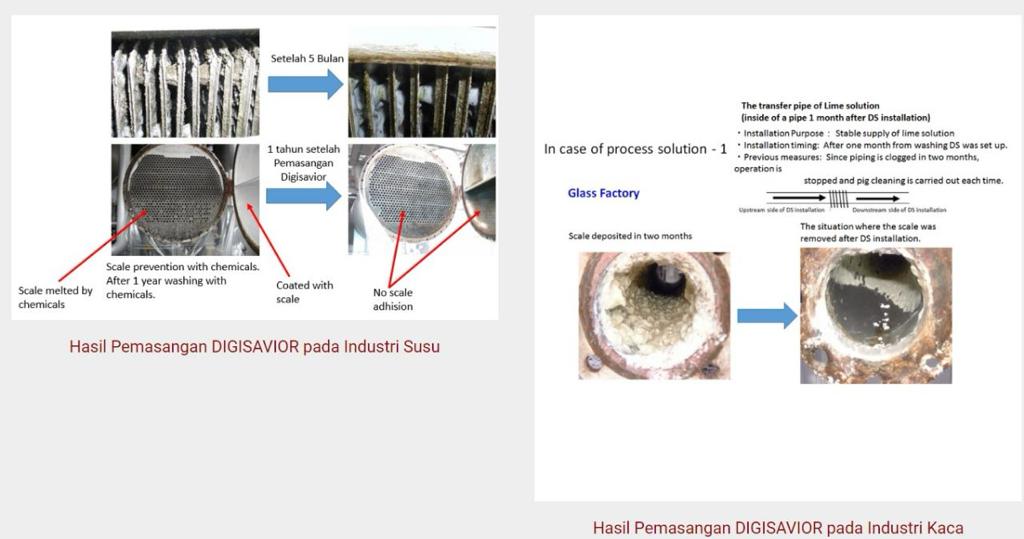 Setelah 5 Bulan
1 tahun setelah
Pemasangan
Digisavior
Scale melted by
chemicals
Scale prevention with chemicals.
After 1 year washing with
chemicals.
Coated with
scale
No scale
adhision
Hasil Pemasangan DIGISAVIOR pada Industri Susu
In case of process solution - 1
Glass Factory
The transfer pipe of Lime solution
(inside of a pipe 1 month after DS installation)
・Installation Purpose : Stable supply of lime solution
・Installation timing: After one month from washing DS was set up.
・Previous measures: Since piping is clogged in two months,
operation is
stopped and pig cleaning is carried out each time.
Upstream side of DS installation
Downstream side of DS installation
Scale deposited in two months
The situation where the scale was
removed after DS installation.
Hasil Pemasangan DIGISAVIOR pada Industri Kaca